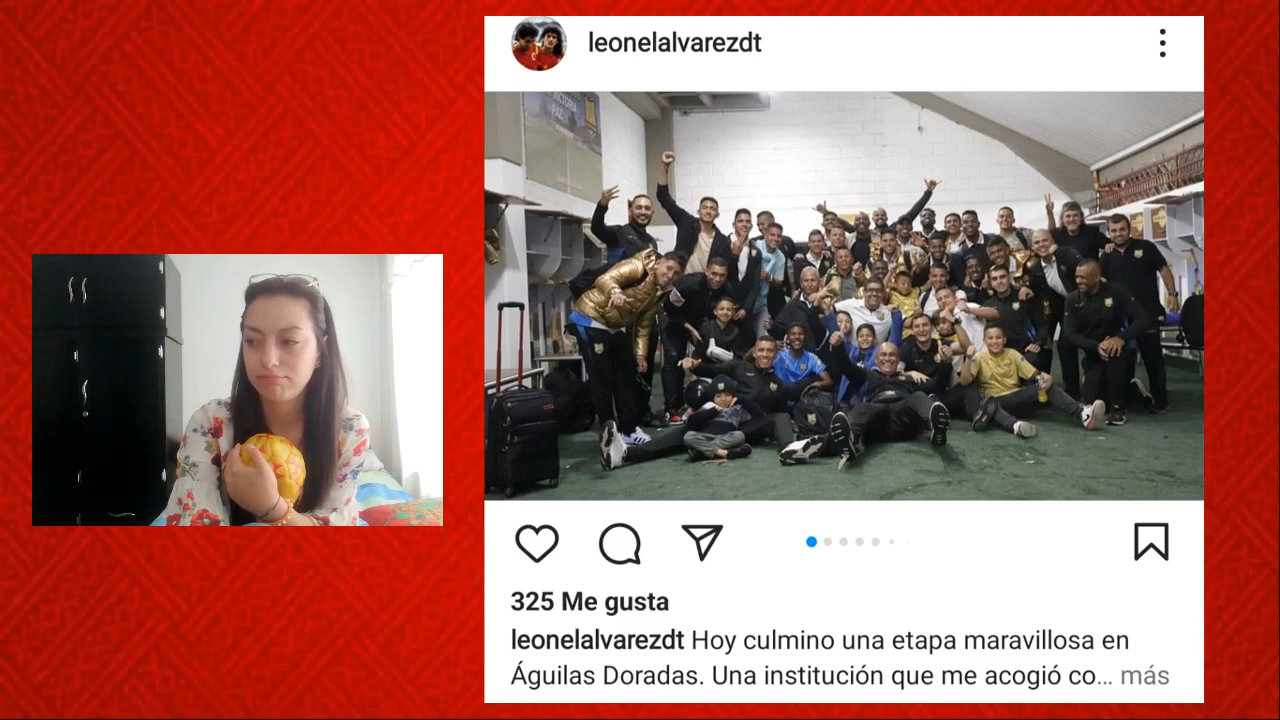 leonelalvarezdt
325 Me gusta
leonelalvarezdt Hoy culmino una etapa maravillosa en
Águilas Doradas. Una institución que me acogió co... más